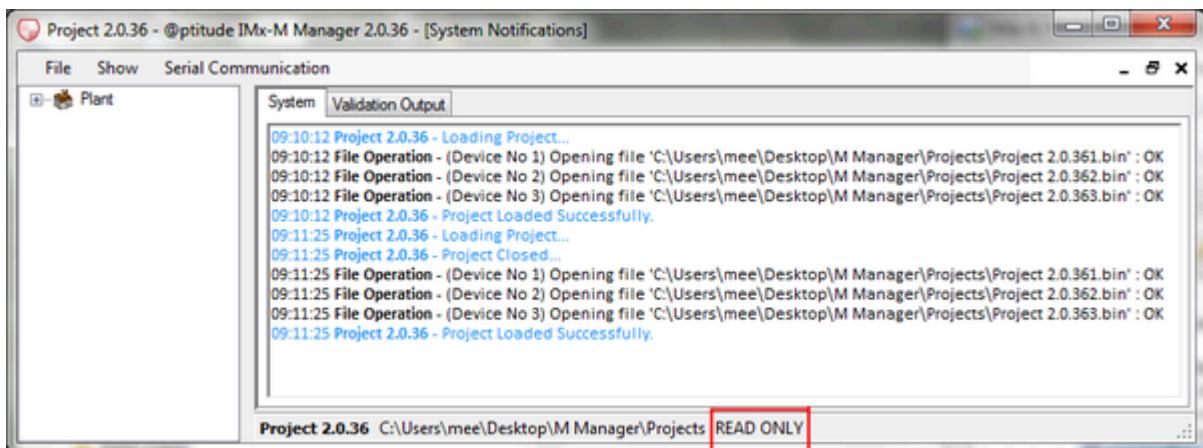 Project 2.0.36 - @ptitude IMx-M Manager 2.0.36 - [System Notifications]
File Show Serial Communication
Plant
System Validation Output
09:10:12 Project 2.0.36 - Loading Project...
09:10:12 File Operation - (Device No 1) Opening file 'C:\Users\mee\Desktop\M Manager\Projects\Project 2.0.361.bin' : OK
09:10:12 File Operation - (Device No 2) Opening file 'C:\Users\mee\Desktop\M Manager\Projects\Project 2.0.362.bin' : OK
09:10:12 File Operation - (Device No 3) Opening file 'C:\Users\mee\Desktop\M Manager\Projects\Project 2.0.363.bin' : OK
09:10:12 Project 2.0.36 - Project Loaded Successfully.
09:11:25 Project 2.0.36 - Loading Project...
09:11:25 Project 2.0.36 - Project Closed...
09:11:25 File Operation - (Device No 1) Opening file 'C:\Users\mee\Desktop\M Manager\Projects\Project 2.0.361.bin' : OK
09:11:25 File Operation - (Device No 2) Opening file 'C:\Users\mee\Desktop\M Manager\Projects\Project 2.0.362.bin' : OK
09:11:25 File Operation - (Device No 3) Opening file 'C:\Users\mee\Desktop\M Manager\Projects\Project 2.0.363.bin' : OK
09:11:25 Project 2.0.36 - Project Loaded Successfully.
Project 2.0.36 C:\Users\mee\Desktop\M Manager\Projects READ ONLY